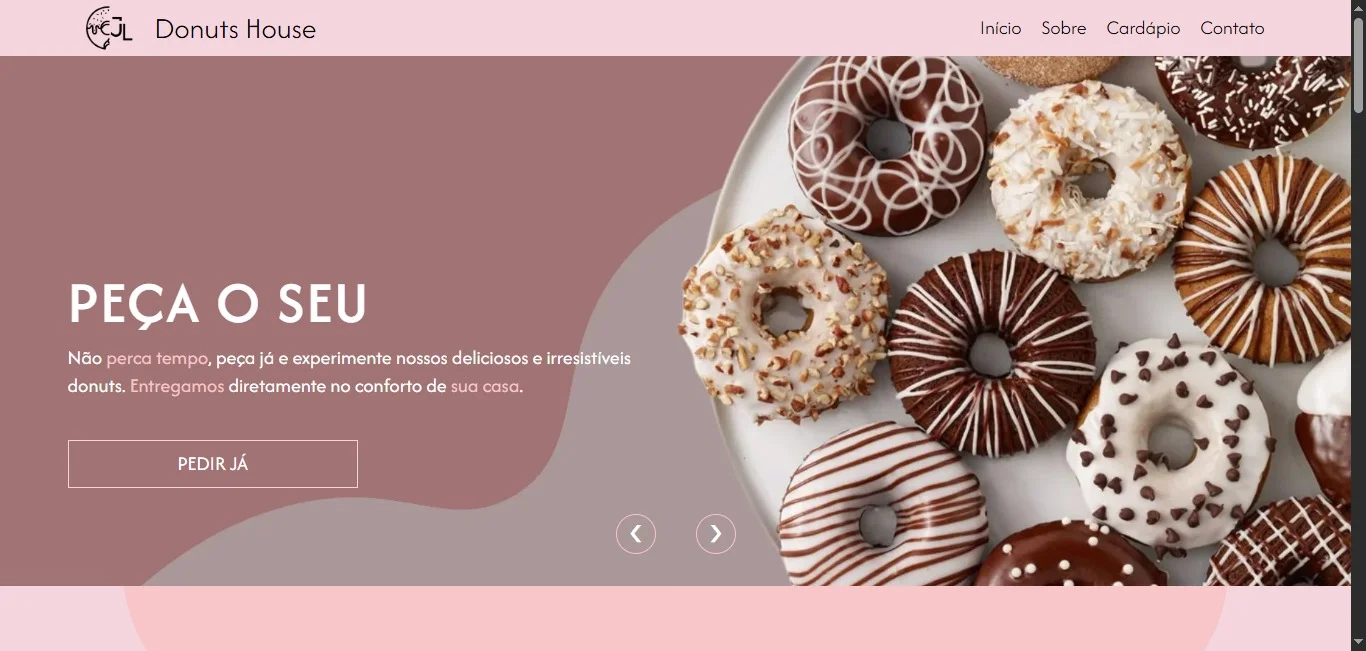 CJL
Donuts House
Início Sobre Cardápio Contato
PEÇA O SEU
Não perca tempo, peça já e experimente nossos deliciosos e irresistíveis
donuts. Entregamos diretamente no conforto de sua casa.
PEDIR JÁ